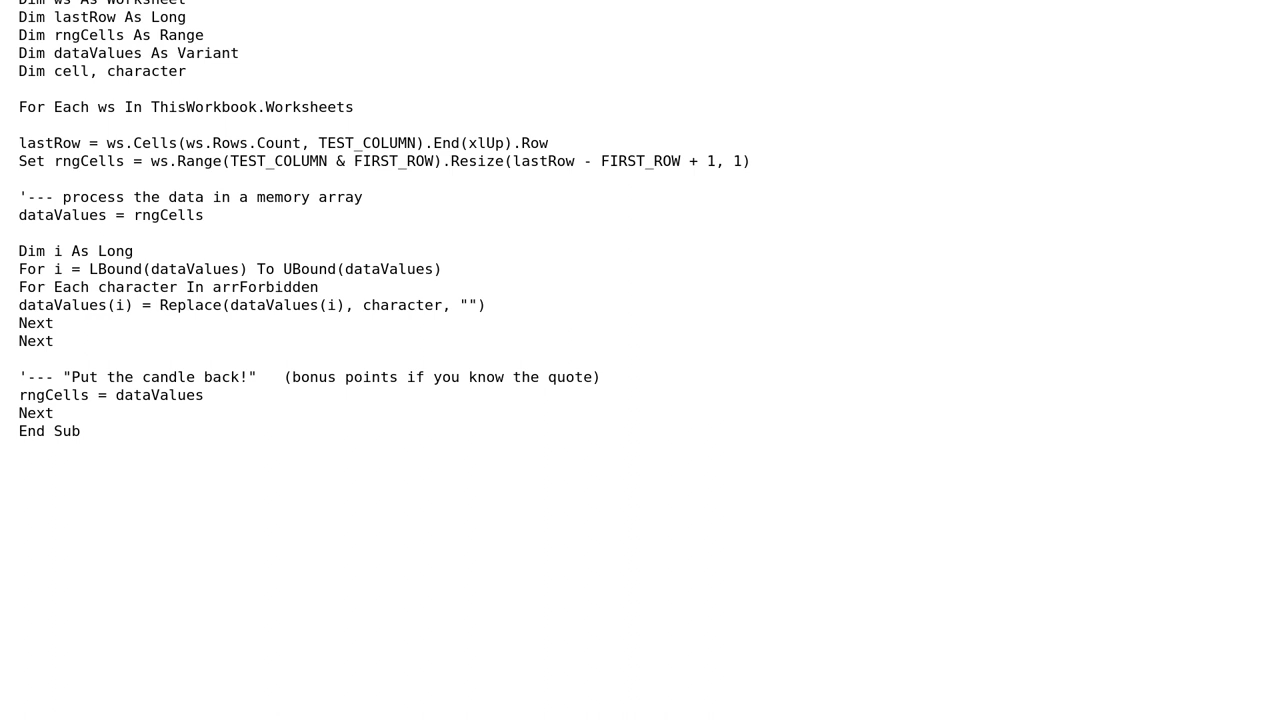 Dim ws As Worksheet
Dim lastRow As Long
Dim rngCells As Range
Dim dataValues As Variant
Dim cell, character
For Each ws In ThisWorkbook.Worksheets
lastRow = ws.Cells(ws.Rows.Count, TEST_COLUMN).End(xlUp).Row
Set rngCells = ws.Range(TEST_COLUMN & FIRST_ROW).Resize(lastRow - FIRST_ROW + 1, 1)
'--- process the data in a memory array
dataValues = rngCells
Dim i As Long
For i = LBound(dataValues) To UBound(dataValues)
For Each character In arrForbidden
dataValues(i) = Replace(dataValues(i), character, "")
Next
Next
'--- "Put the candle back!"   (bonus points if you know the quote)
rngCells = dataValues
Next
End Sub